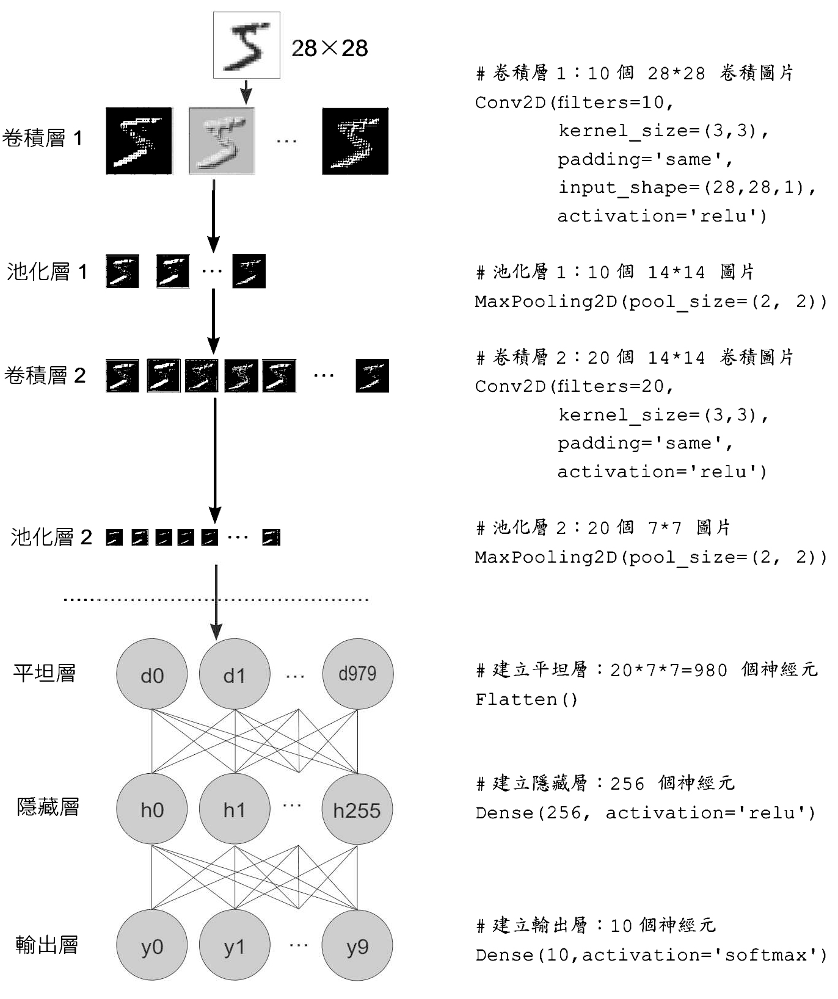 28×28
卷積層 1
...
# 卷積層 1：10 個 28*28 卷積圖片
Conv2D(filters=10,
kernel_size=(3,3),
padding='same',
input_shape=(28,28,1),
activation='relu')
池化層 1
...
# 池化層 1：10 個 14*14 圖片
MaxPooling2D(pool_size=(2, 2))
卷積層 2
...
# 卷積層 2：20 個 14*14 卷積圖片
Conv2D(filters=20,
kernel_size=(3,3),
padding='same',
activation='relu')
池化層 2
...
# 池化層 2：20 個 7*7 圖片
MaxPooling2D(pool_size=(2, 2))
平坦層
d0 d1 ... d979
# 建立平坦層：20*7*7=980 個神經元
Flatten()
隱藏層
h0 h1 ... h255
# 建立隱藏層：256 個神經元
Dense(256, activation='relu')
輸出層
y0 y1 ... y9
# 建立輸出層：10 個神經元
Dense(10,activation='softmax')